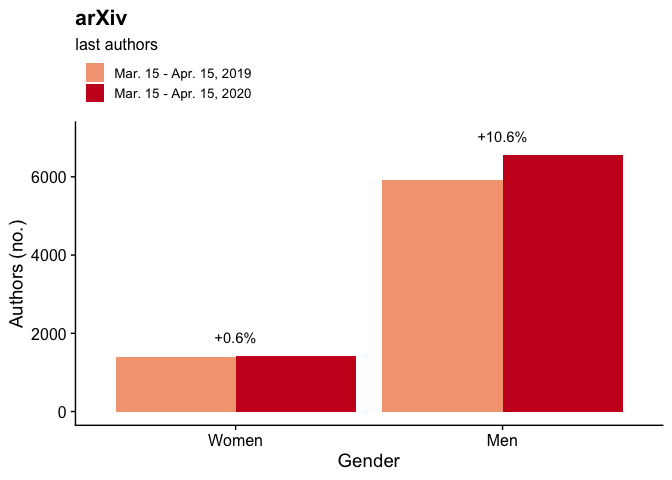 arXiv
last authors
Mar. 15 - Apr. 15, 2019
Mar. 15 - Apr. 15, 2020
+10.6%
6000
4000
+0.6%
2000
0
Authors (no.)
Women Men
Gender